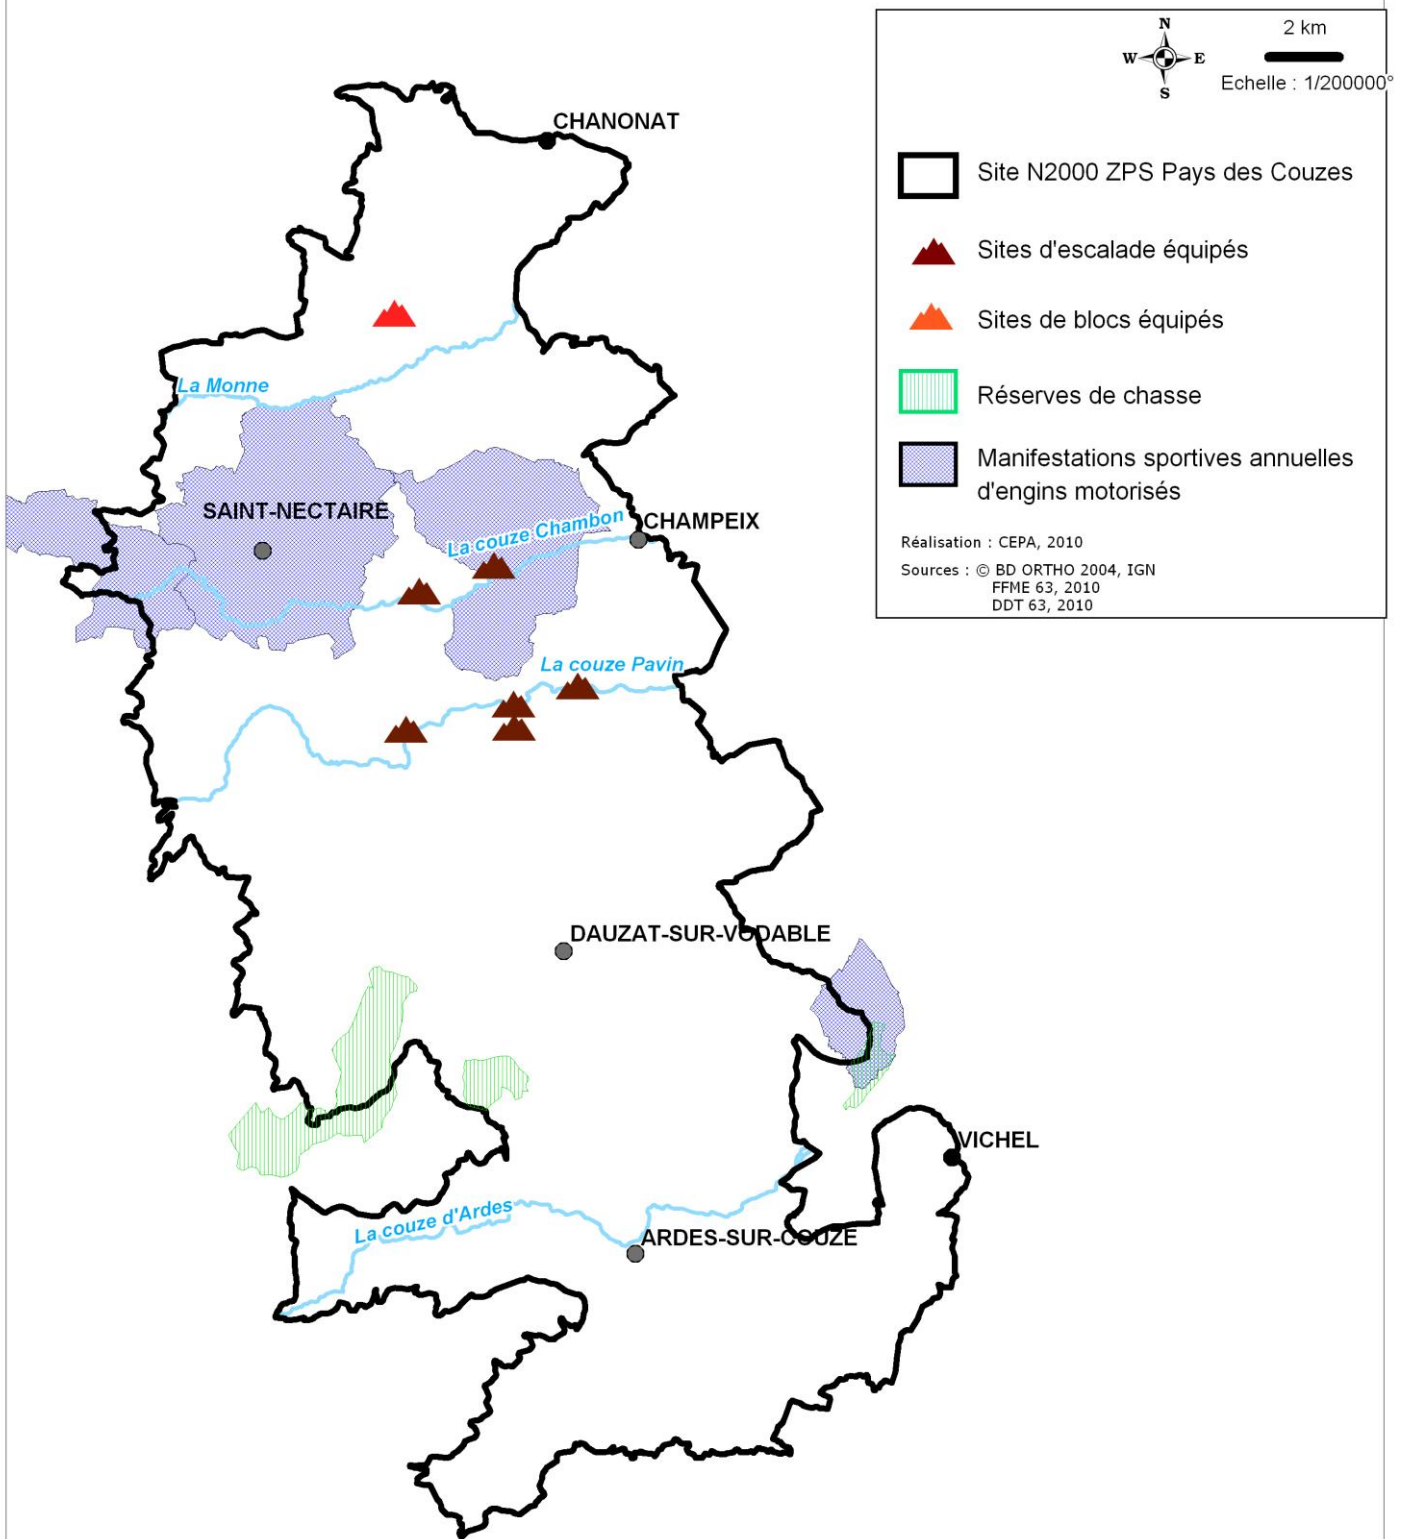 N
W E
S
2 km
Echelle : 1/200000°
Site N2000 ZPS Pays des Couzes
Sites d'escalade équipés
Sites de blocs équipés
Réserves de chasse
Manifestations sportives annuelles
d'engins motorisés
Réalisation : CEPA, 2010
Sources : © BD ORTHO 2004, IGN
FFME 63, 2010
DDT 63, 2010
CHANONAT
La Monne
SAINT-NECTAIRE
La couze Chambon
CHAMPEIX
La couze Pavin
DAUZAT-SUR-VODABLE
VICHEL
La couze d'Ardes
ARDES-SUR-COUZE